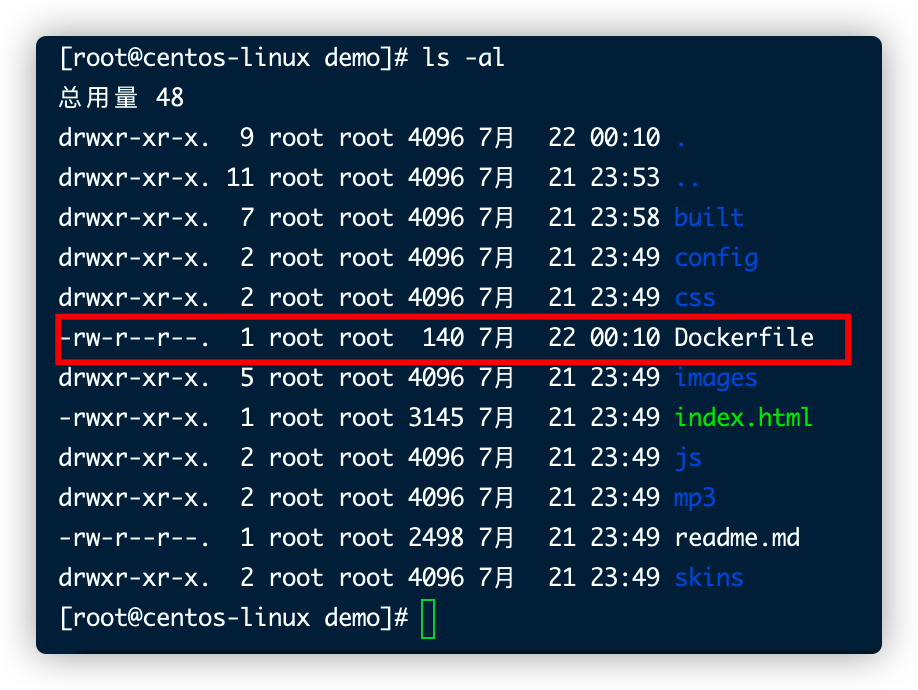 [root@centos-linux demo]# ls -al
总用量 48
drwxr-xr-x.  9 root root 4096 7月  22 00:10 .
drwxr-xr-x. 11 root root 4096 7月  21 23:53 ..
drwxr-xr-x.  7 root root 4096 7月  21 23:58 built
drwxr-xr-x.  2 root root 4096 7月  21 23:49 config
drwxr-xr-x.  2 root root 4096 7月  21 23:49 css
-rw-r--r--.  1 root root  140 7月  22 00:10 Dockerfile
drwxr-xr-x.  5 root root 4096 7月  21 23:49 images
-rwxr-xr-x.  1 root root 3145 7月  21 23:49 index.html
drwxr-xr-x.  2 root root 4096 7月  21 23:49 js
drwxr-xr-x.  2 root root 4096 7月  21 23:49 mp3
-rw-r--r--.  1 root root 2498 7月  21 23:49 readme.md
drwxr-xr-x.  2 root root 4096 7月  21 23:49 skins
[root@centos-linux demo]#